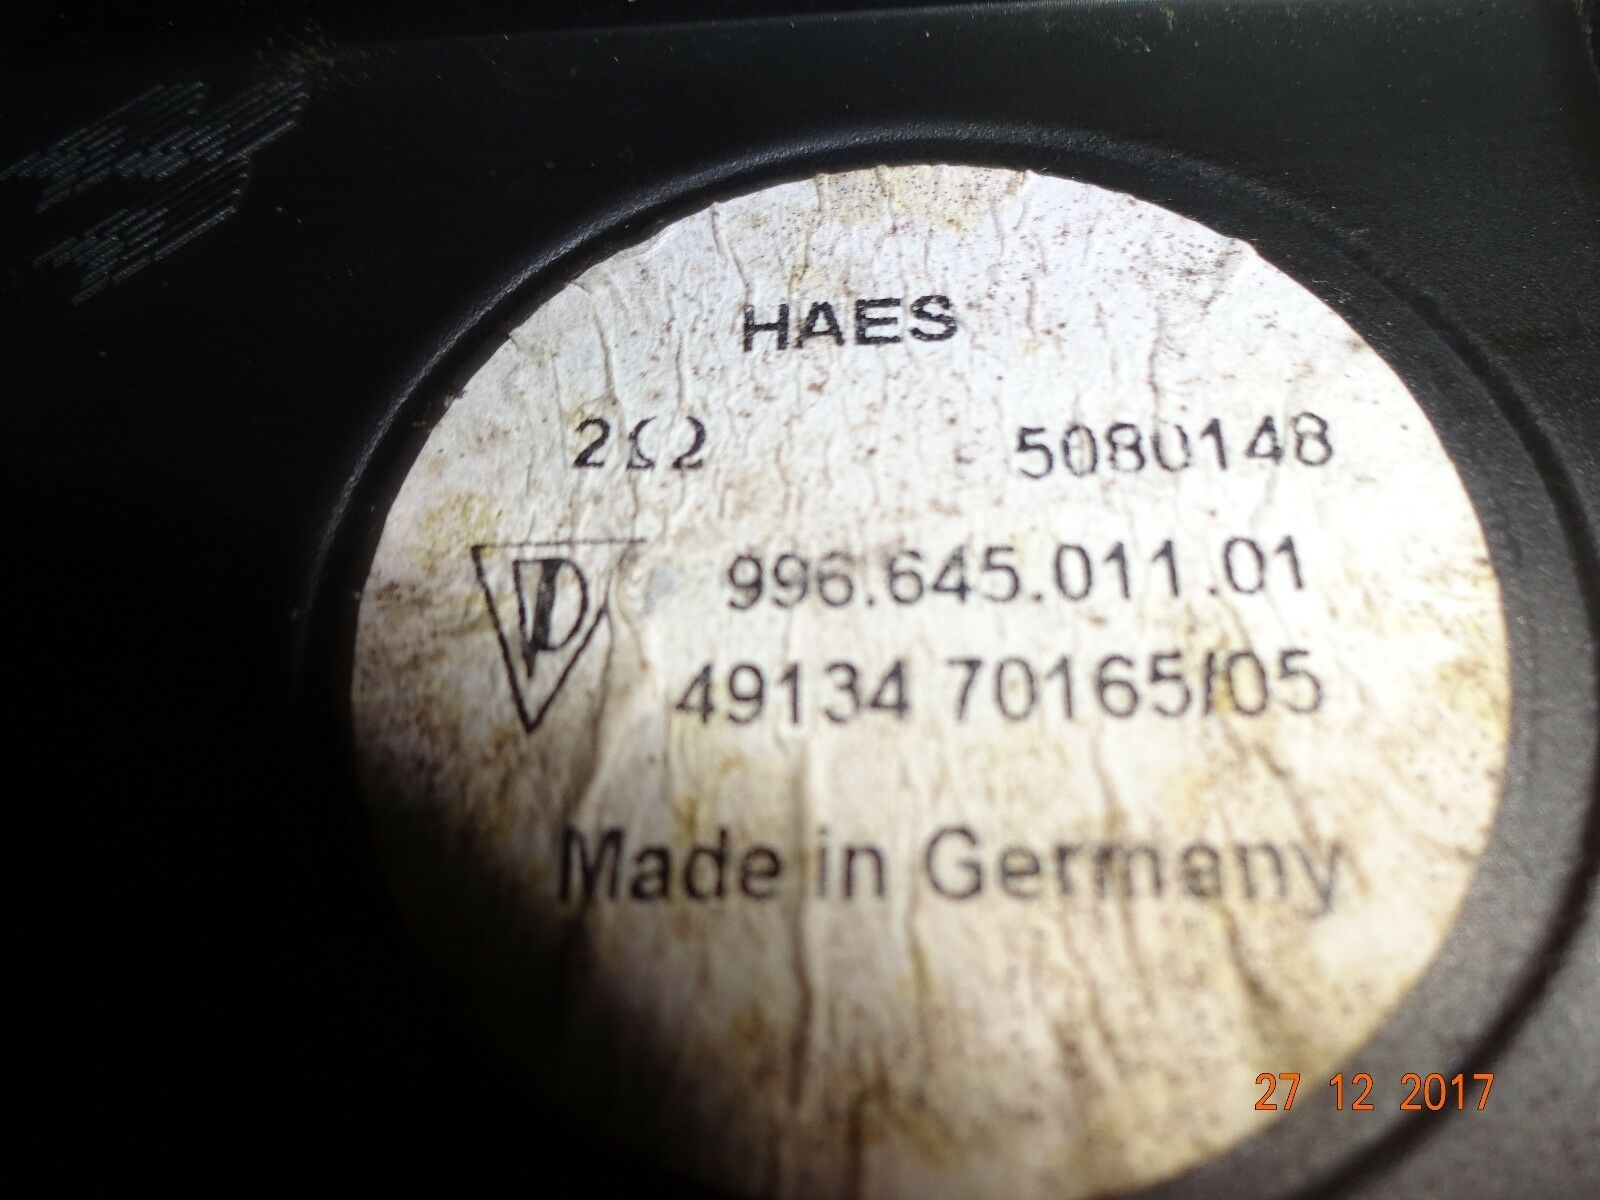 HAES
2Ω 5080148
996.645.011.01
49134 70165/05
Made in Germany
27 12 2017